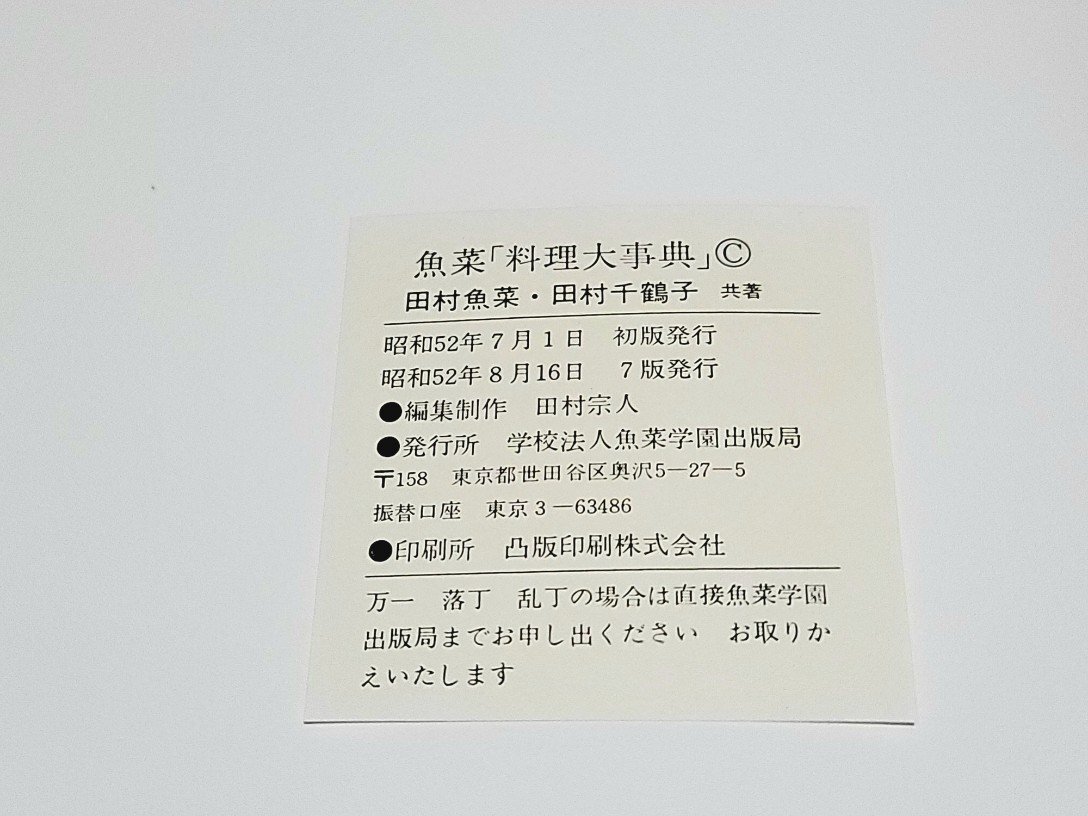 魚菜「料理大事典」©
田村魚菜・田村千鶴子 共著
昭和52年7月1日 初版発行
昭和52年8月16日 7版発行
●編集制作 田村宗人
●発行所 学校法人魚菜学園出版局
〒158 東京都世田谷区奥沢5―27―5
振替口座 東京3―63486
●印刷所 凸版印刷株式会社
万一 落丁 乱丁の場合は直接魚菜学園
出版局までお申し出ください お取りか
えいたします